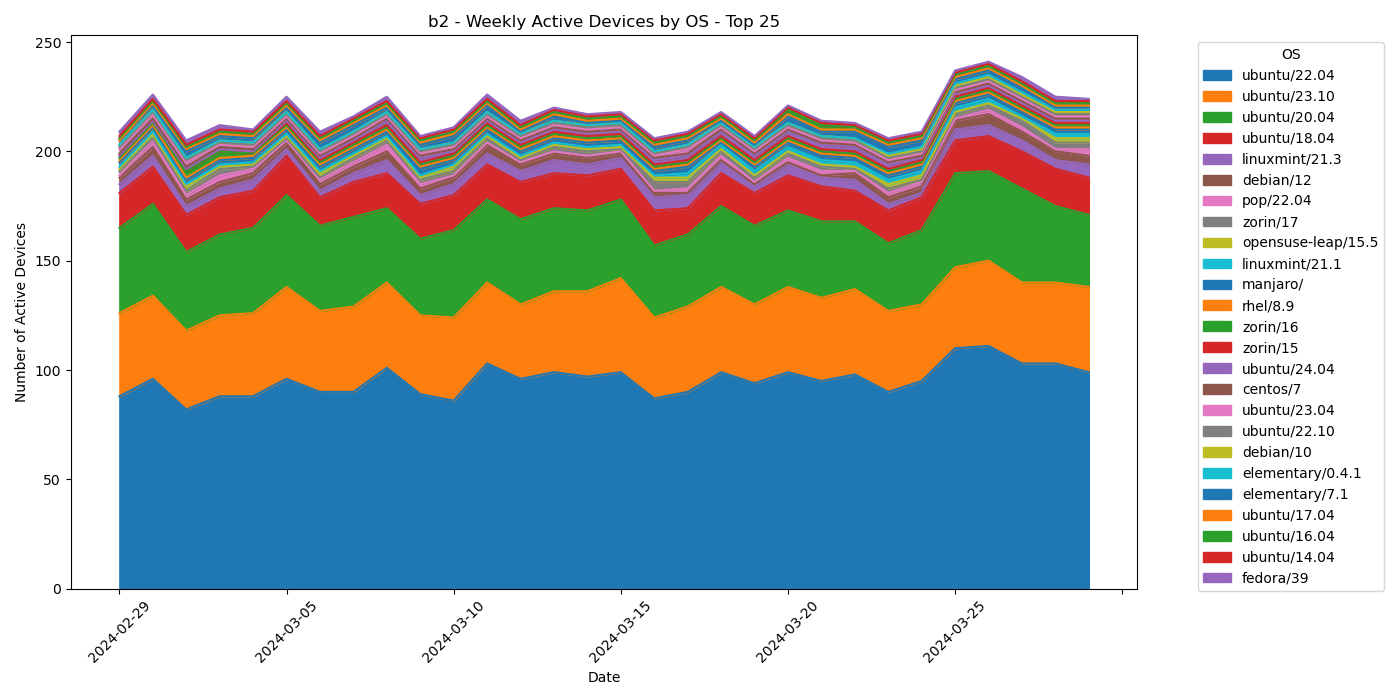 b2 - Weekly Active Devices by OS - Top 25
Number of Active Devices
250
200
150
100
50
0
2024-02-29
2024-03-05
2024-03-10
2024-03-15
2024-03-20
2024-03-25
Date
OS
ubuntu/22.04
ubuntu/23.10
ubuntu/20.04
ubuntu/18.04
linuxmint/21.3
debian/12
pop/22.04
zorin/17
opensuse-leap/15.5
linuxmint/21.1
manjaro/
rhel/8.9
zorin/16
zorin/15
ubuntu/24.04
centos/7
ubuntu/23.04
ubuntu/22.10
debian/10
elementary/0.4.1
elementary/7.1
ubuntu/17.04
ubuntu/16.04
ubuntu/14.04
fedora/39